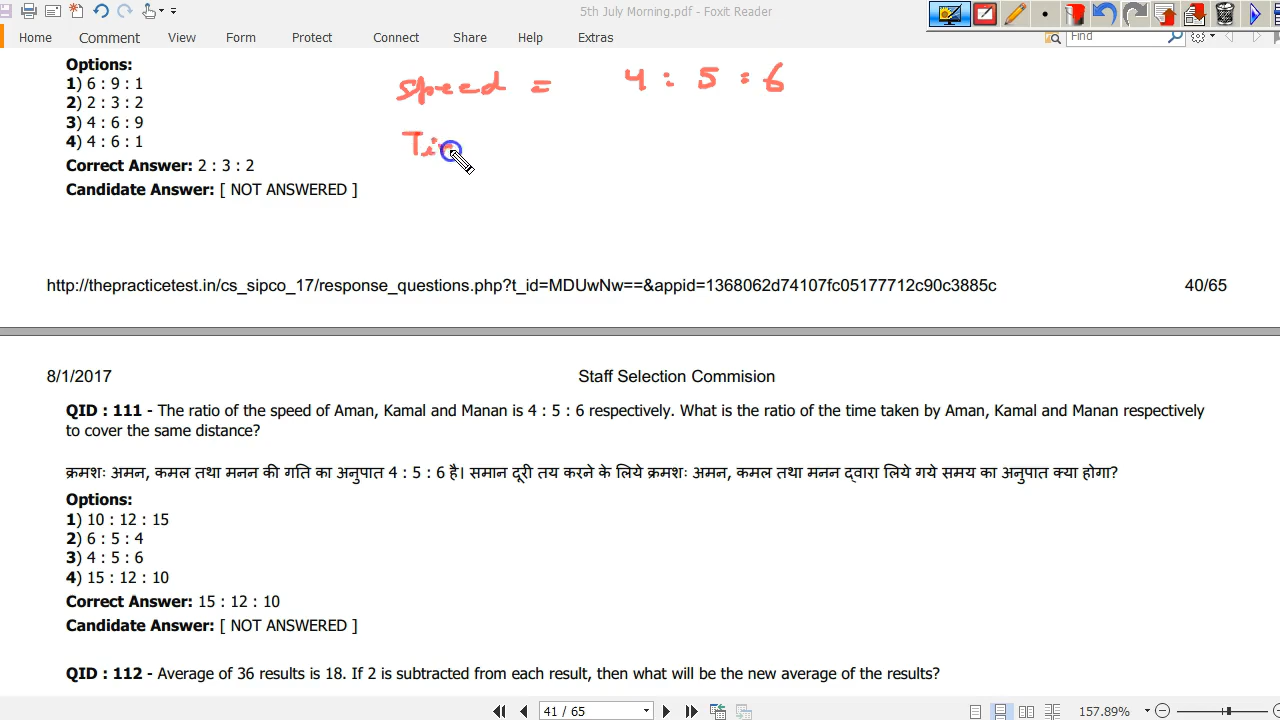 5th July Morning.pdf - Foxit Reader
Home Comment View Form Protect Connect Share Help Extras Find
Options:
1) 6 : 9 : 1
2) 2 : 3 : 2
3) 4 : 6 : 9
4) 4 : 6 : 1
Correct Answer: 2 : 3 : 2
Candidate Answer: [ NOT ANSWERED ]
Speed = 4 : 5 : 6
http://thepracticetest.in/cs_sipco_17/response_questions.php?t_id=MDUwNw==&appid=1368062d74107fc05177712c90c3885c 40/65
8/1/2017 Staff Selection Commision
QID : 111 - The ratio of the speed of Aman, Kamal and Manan is 4 : 5 : 6 respectively. What is the ratio of the time taken by Aman, Kamal and Manan respectively
to cover the same distance?
क्रमशः अमन, कमल तथा मनन की गति का अनुपात 4 : 5 : 6 है। समान दूरी तय करने के लिये क्रमशः अमन, कमल तथा मनन द्वारा लिये गये समय का अनुपात क्या होगा?
Options:
1) 10 : 12 : 15
2) 6 : 5 : 4
3) 4 : 5 : 6
4) 15 : 12 : 10
Correct Answer: 15 : 12 : 10
Candidate Answer: [ NOT ANSWERED ]
QID : 112 - Average of 36 results is 18. If 2 is subtracted from each result, then what will be the new average of the results?
41 / 65 157.89%